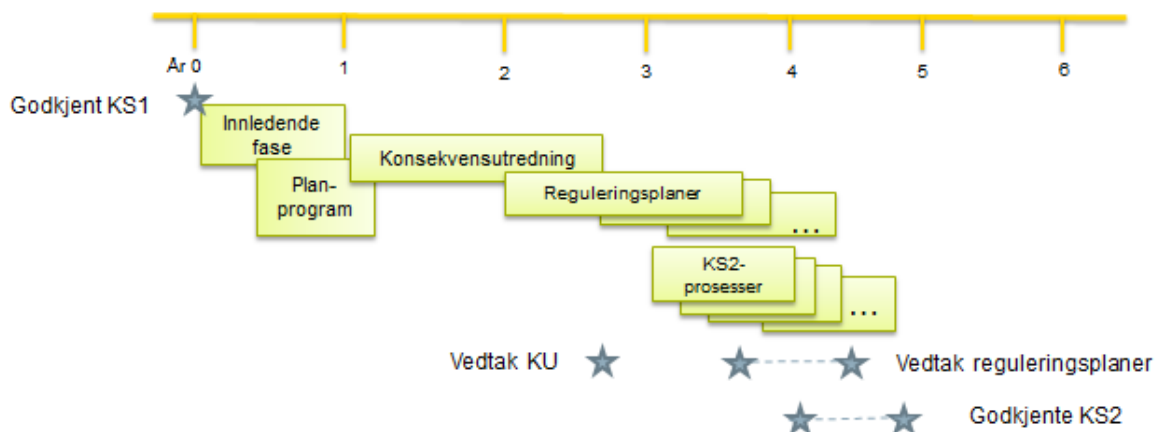 Ar 0 1 2 3 4 5 6
Godkjent KS1
Innledende
fase
Konsekvensutredning
Plan-
program
Reguleringsplaner
...
KS2-
prosesser
...
Vedtak KU
Vedtak reguleringsplaner
Godkjente KS2